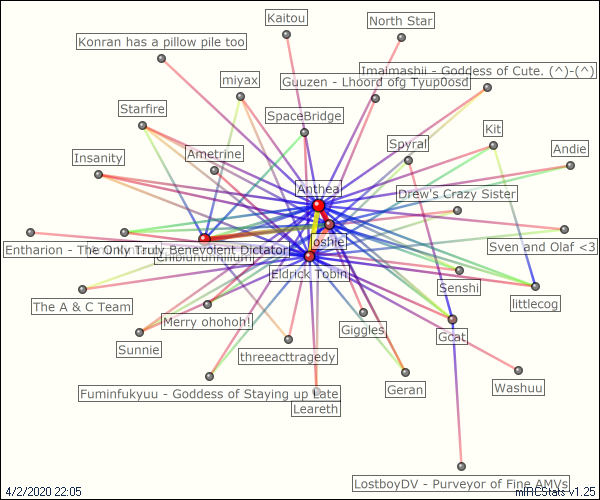 Kaitou
North Star
Konran has a pillow pile too
Imaimashii - Goddess of Cute. (^)-(^)
miyax
Guuzen - Lhoord ofg Tyup0osd
Starfire
SpaceBridge
Kit
Spyral
Andie
Insanity
Ametrine
Anthea
Drew's Crazy Sister
Joshie
Sven and Olaf <3
Enthander - The Only Truly Benevolent Dictator
Eldrick Tobin
Senshi
littlecog
The A & C Team
Merry ohohoh!
Giggles
Gcat
Sunnie
threeacttragedy
Fuminfukyuu - Goddess of Staying up Late
Geran
Washuu
Leareth
LostboyDV - Purveyor of Fine AMVs
4/2/2020 22:05
mIRCStats v1.25